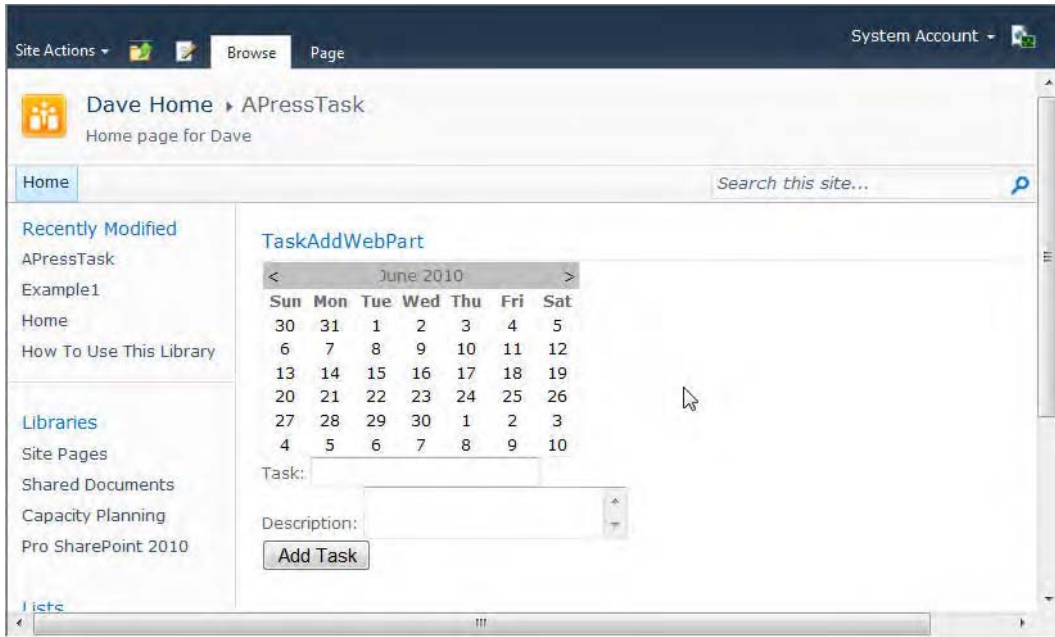 Site Actions Browse Page System Account
Dave Home APressTask
Home page for Dave
Home Search this site...
Recently Modified
APressTask
Example1
Home
How To Use This Library
Libraries
Site Pages
Shared Documents
Capacity Planning
Pro SharePoint 2010
Lists
TaskAddWebPart
< June 2010 >
Sun Mon Tue Wed Thu Fri Sat
30 31 1 2 3 4 5
6 7 8 9 10 11 12
13 14 15 16 17 18 19
20 21 22 23 24 25 26
27 28 29 30 1 2 3
4 5 6 7 8 9 10
Task:
Description:
Add Task